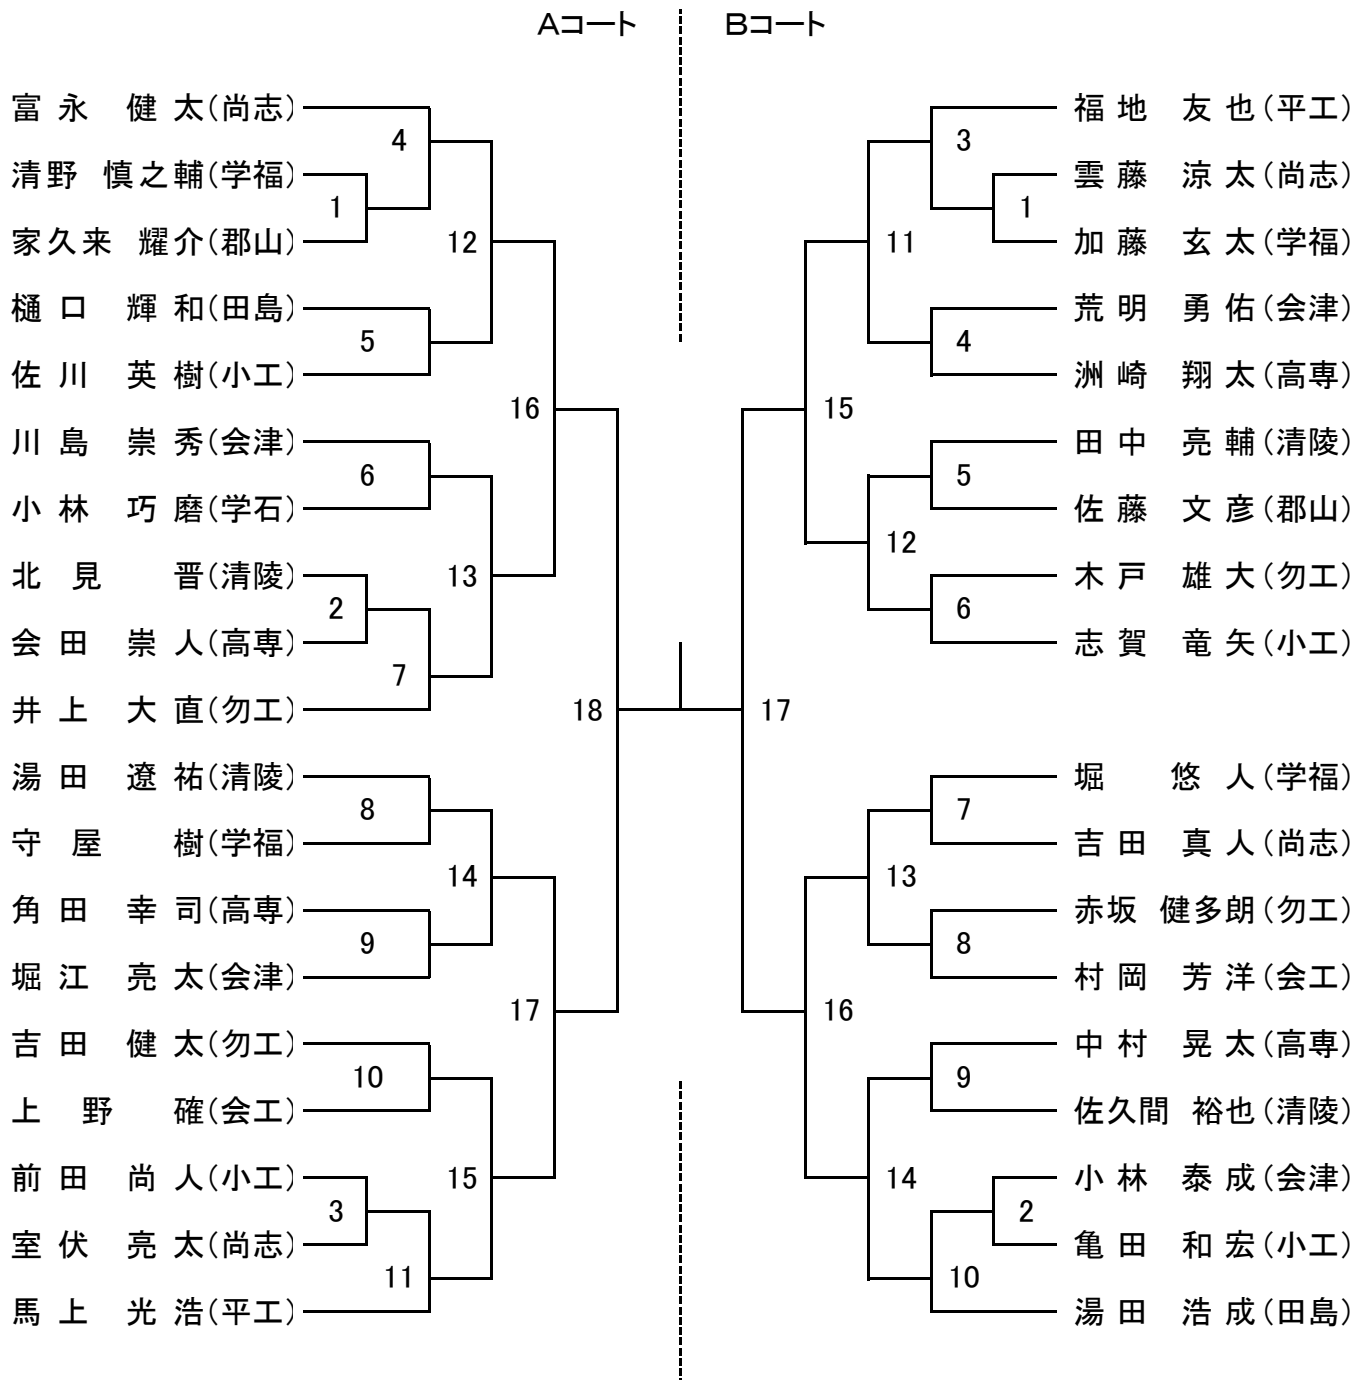 Aコート
Bコート
富永 健太(尚志)
清野 慎之輔(学福)
家久来 耀介(郡山)
樋口 輝和(田島)
佐川 英樹(小工)
川島 崇秀(会津)
小林 巧磨(学石)
北見 晋(清陵)
会田 崇人(高専)
井上 大直(勿工)
湯田 遼祐(清陵)
守屋 樹(学福)
角田 幸司(高専)
堀江 亮太(会津)
吉田 健太(勿工)
上野 確(会工)
前田 尚人(小工)
室伏 亮太(尚志)
馬上 光浩(平工)
4
1
12
5
16
6
13
2
7
18
8
14
9
17
10
15
3
11
3
1
11
4
15
5
12
6
17
7
13
8
16
9
14
2
10
福地 友也(平工)
雲藤 涼太(尚志)
加藤 玄太(学福)
荒明 勇佑(会津)
洲崎 翔太(高専)
田中 亮輔(清陵)
佐藤 文彦(郡山)
木戸 雄大(勿工)
志賀 竜矢(小工)
堀 悠人(学福)
吉田 真人(尚志)
赤坂 健多朗(勿工)
村岡 芳洋(会工)
中村 晃太(高専)
佐久間 裕也(清陵)
小林 泰成(会津)
亀田 和宏(小工)
湯田 浩成(田島)